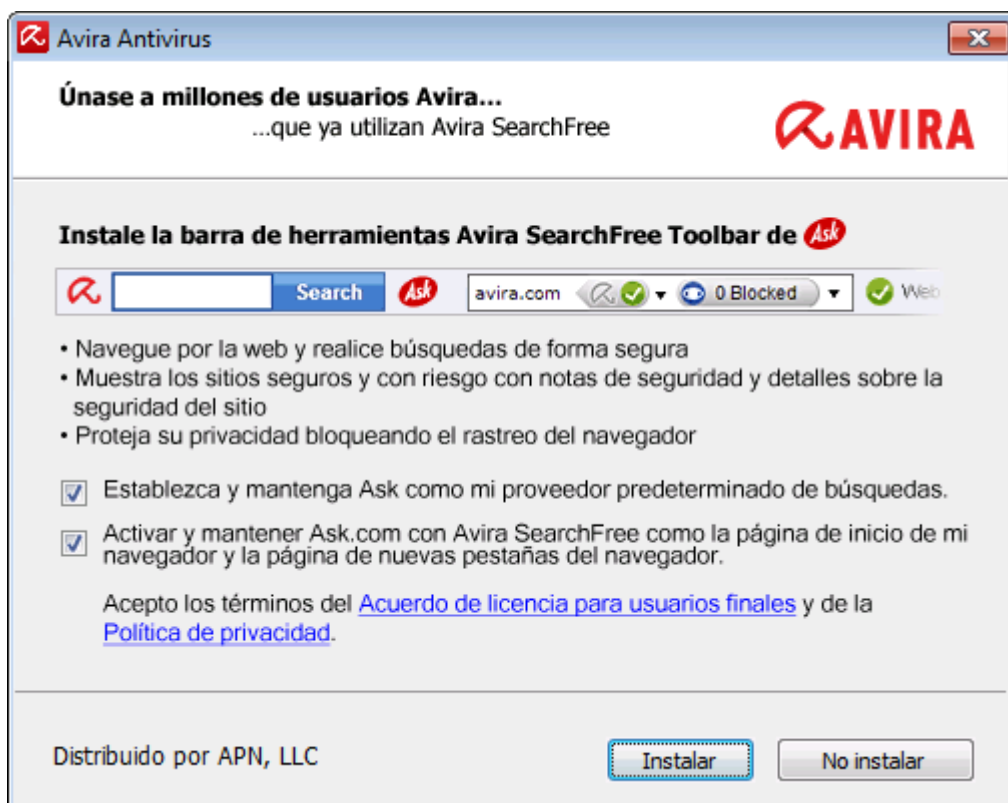 Avira Antivirus
Únase a millones de usuarios Avira...
...que ya utilizan Avira SearchFree
AVIRA
Instale la barra de herramientas Avira SearchFree Toolbar de Ask
Search Ask avira.com 0 Blocked Web
• Navegue por la web y realice búsquedas de forma segura
• Muestra los sitios seguros y con riesgo con notas de seguridad y detalles sobre la
seguridad del sitio
• Proteja su privacidad bloqueando el rastreo del navegador
Establezca y mantenga Ask como mi proveedor predeterminado de búsquedas.
Activar y mantener Ask.com con Avira SearchFree como la página de inicio de mi
navegador y la página de nuevas pestañas del navegador.
Acepto los términos del Acuerdo de licencia para usuarios finales y de la
Política de privacidad.
Distribuido por APN, LLC
Instalar
No instalar